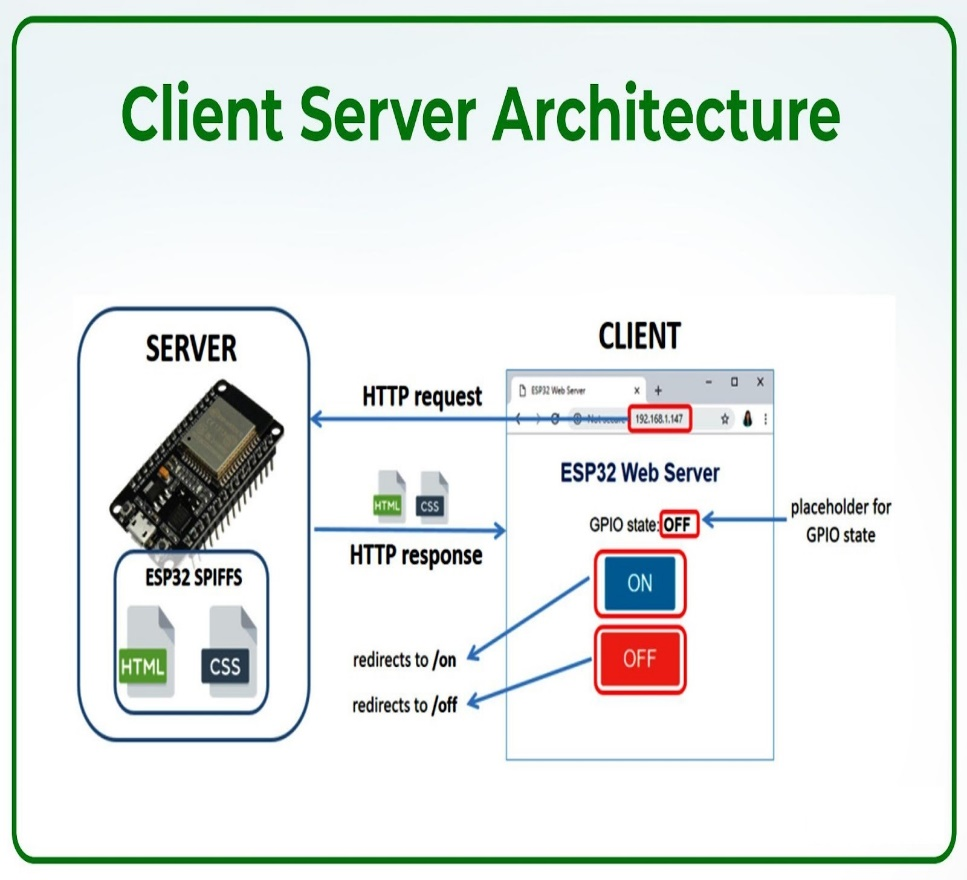 Client Server Architecture
SERVER
CLIENT
HTTP request
ESP32 Web Server
192.168.1.147
ESP32 Web Server
HTML
CSS
GPIO state:
OFF
placeholder for
GPIO state
HTTP response
ON
OFF
ESP32 SPIFFS
HTML
CSS
redirects to /on
redirects to /off